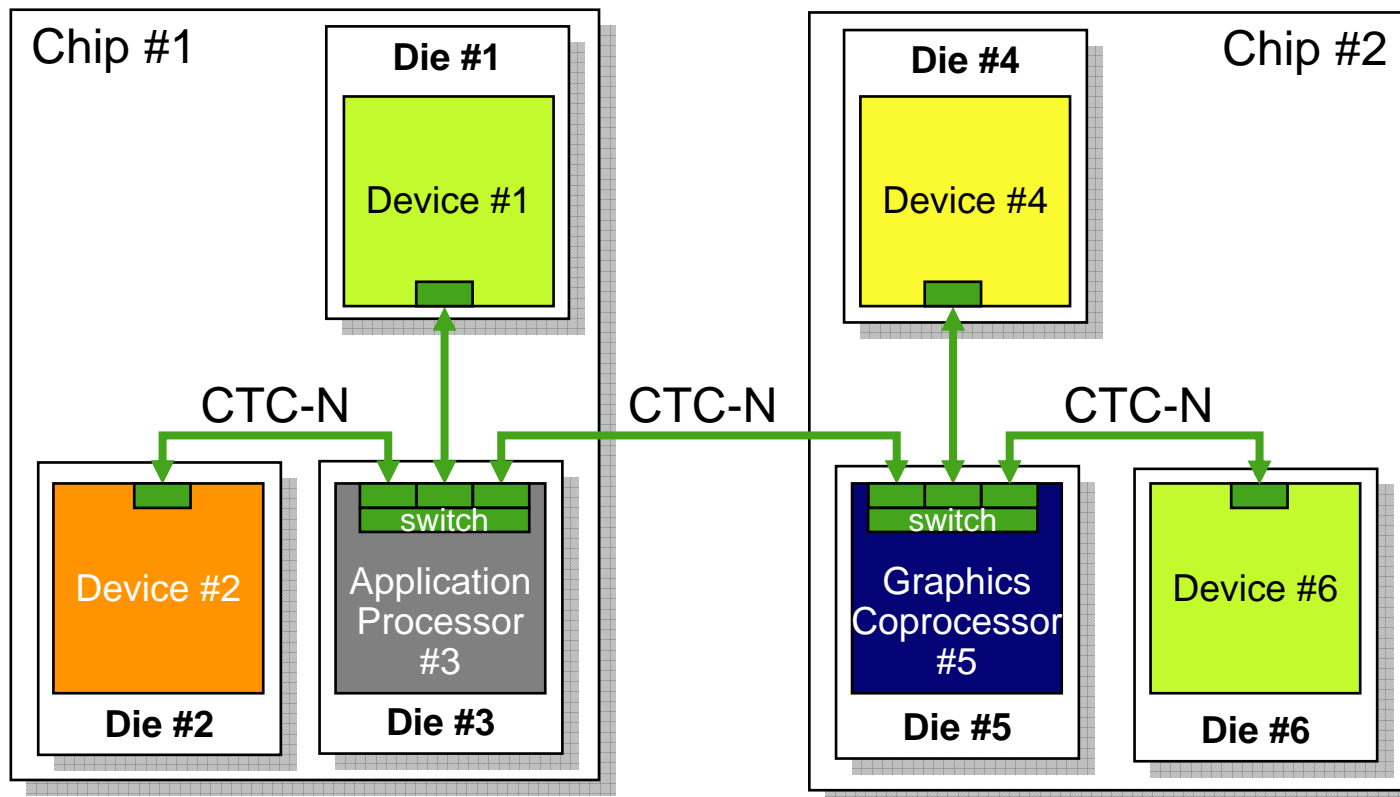 Chip #1
Die #1
Device #1
Die #4
Device #4
Chip #2
CTC-N
CTC-N
CTC-N
Device #2
Die #2
switch
Application
Processor
#3
Die #3
switch
Graphics
Coprocessor
#5
Die #5
Device #6
Die #6